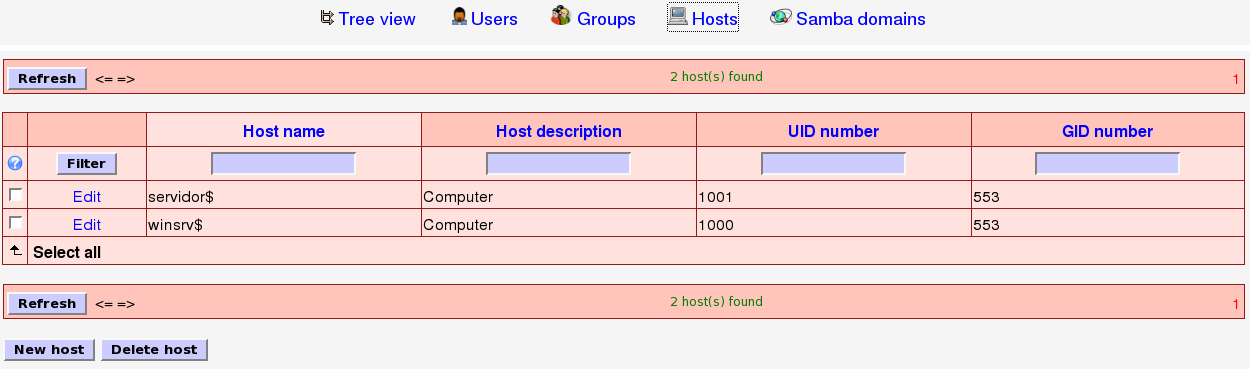 Tree view Users Groups Hosts Samba domains
Refresh <= => 2 host(s) found 1
Host name Host description UID number GID number
? Filter
Edit servidor$ Computer 1001 553
Edit winsrv$ Computer 1000 553
Select all
Refresh <= => 2 host(s) found 1
New host Delete host